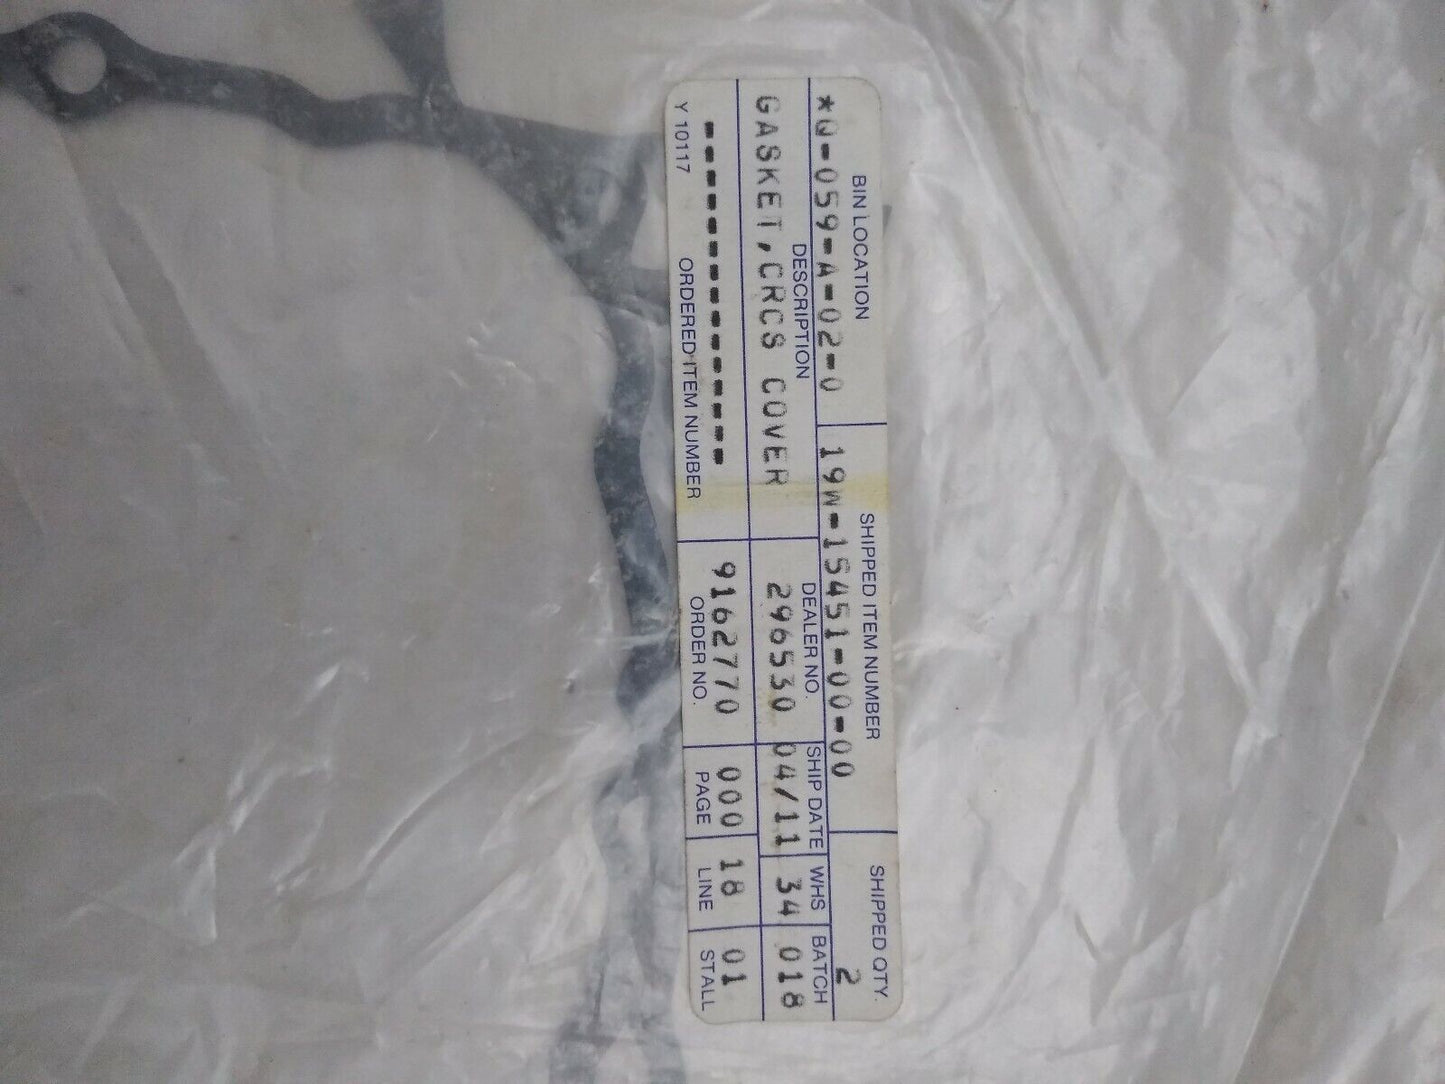 BIN LOCATION SHIPPED ITEM NUMBER SHIPPED QTY.
*Q-059-A-02-0 19W-15451-00-00 2
DESCRIPTION DEALER NO. SHIP DATE WHS BATCH
GASKET,CRCS COVER 296530 04/11 34 018
---------------- 9162770 000 18 01
Y 10117 ORDERED ITEM NUMBER ORDER NO. PAGE LINE STALL